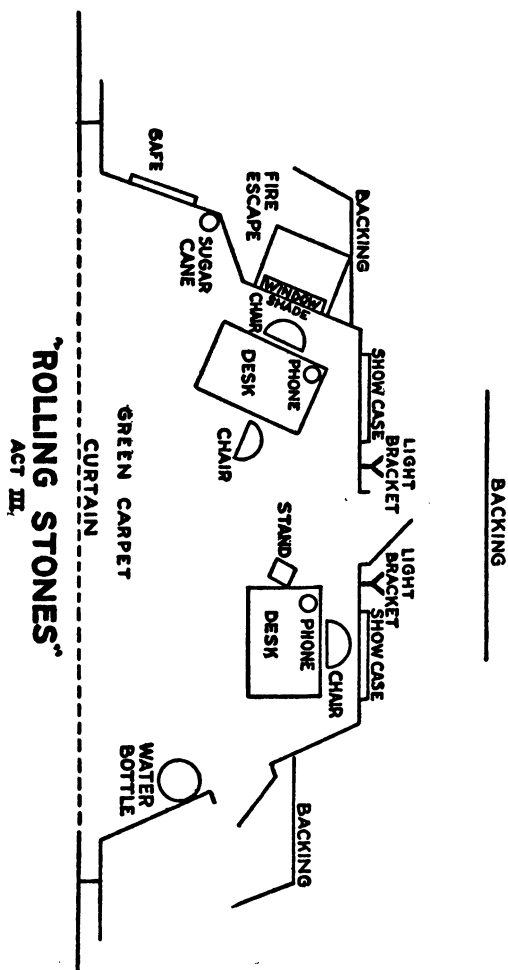 BACKING
LIGHT
BRACKET
LIGHT
BRACKET
SHOW CASE
SHOW CASE
BACKING
CHAIR
BACKING
WINDOW
SHADE
PHONE
PHONE
FIRE
ESCAPE
CHAIR
STAND
DESK
DESK
CHAIR
SUGAR
CANE
SAFE
WATER
BOTTLE
GREEN CARPET
CURTAIN
"ROLLING STONES"
ACT III,